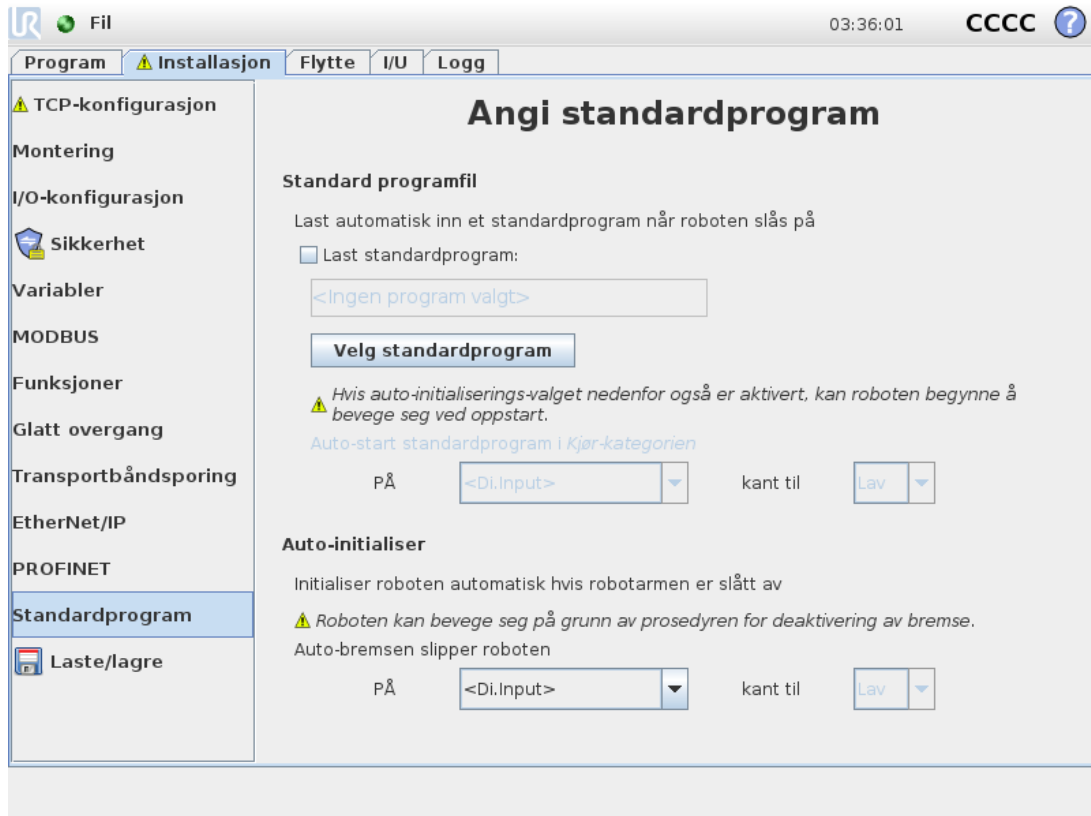 UR Fil 03:36:01 CCCC ?
Program Installasjon Flytte I/U Logg
TCP-konfigurasjon
Montering
I/O-konfigurasjon
Sikkerhet
Variabler
MODBUS
Funksjoner
Glatt overgang
Transportbåndsporing
EtherNet/IP
PROFINET
Standardprogram
Laste/lagre
Angi standardprogram
Standard programfil
Last automatisk inn et standardprogram når roboten slås på
Last standardprogram:
<Ingen program valgt>
Velg standardprogram
Hvis auto-initialiserings-valget nedenfor også er aktivert, kan roboten begynne å
bevege seg ved oppstart.
Auto-start standardprogram i Kjør-kategorien
PÅ <Di.Input> kant til Lav
Auto-initialiser
Initialiser roboten automatisk hvis robotarmen er slått av
Roboten kan bevege seg på grunn av prosedyren for deaktivering av bremse.
Auto-bremsen slipper roboten
PÅ <Di.Input> kant til Lav